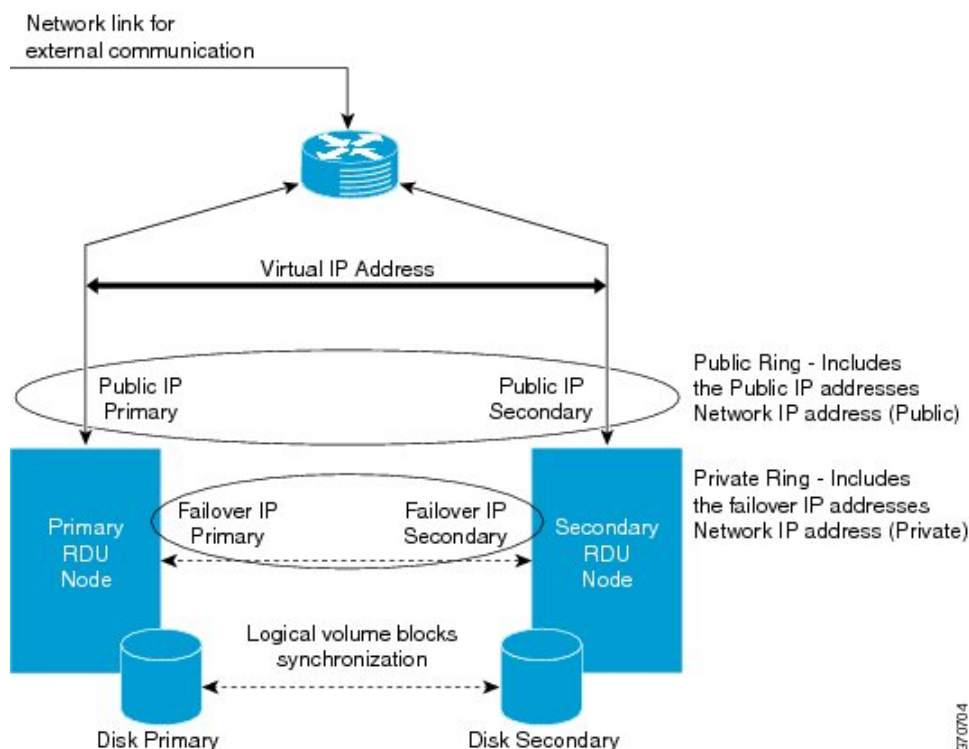 Network link for
external communication
Virtual IP Address
Public IP
Primary
Public IP
Secondary
Public Ring - Includes
the Public IP addresses
Network IP address (Public)
Primary
RDU
Node
Failover IP
Primary
Failover IP
Secondary
Secondary
RDU
Node
Private Ring - Includes
the failover IP addresses
Network IP address (Private)
Logical volume blocks
synchronization
Disk Primary
Disk Secondary
370704